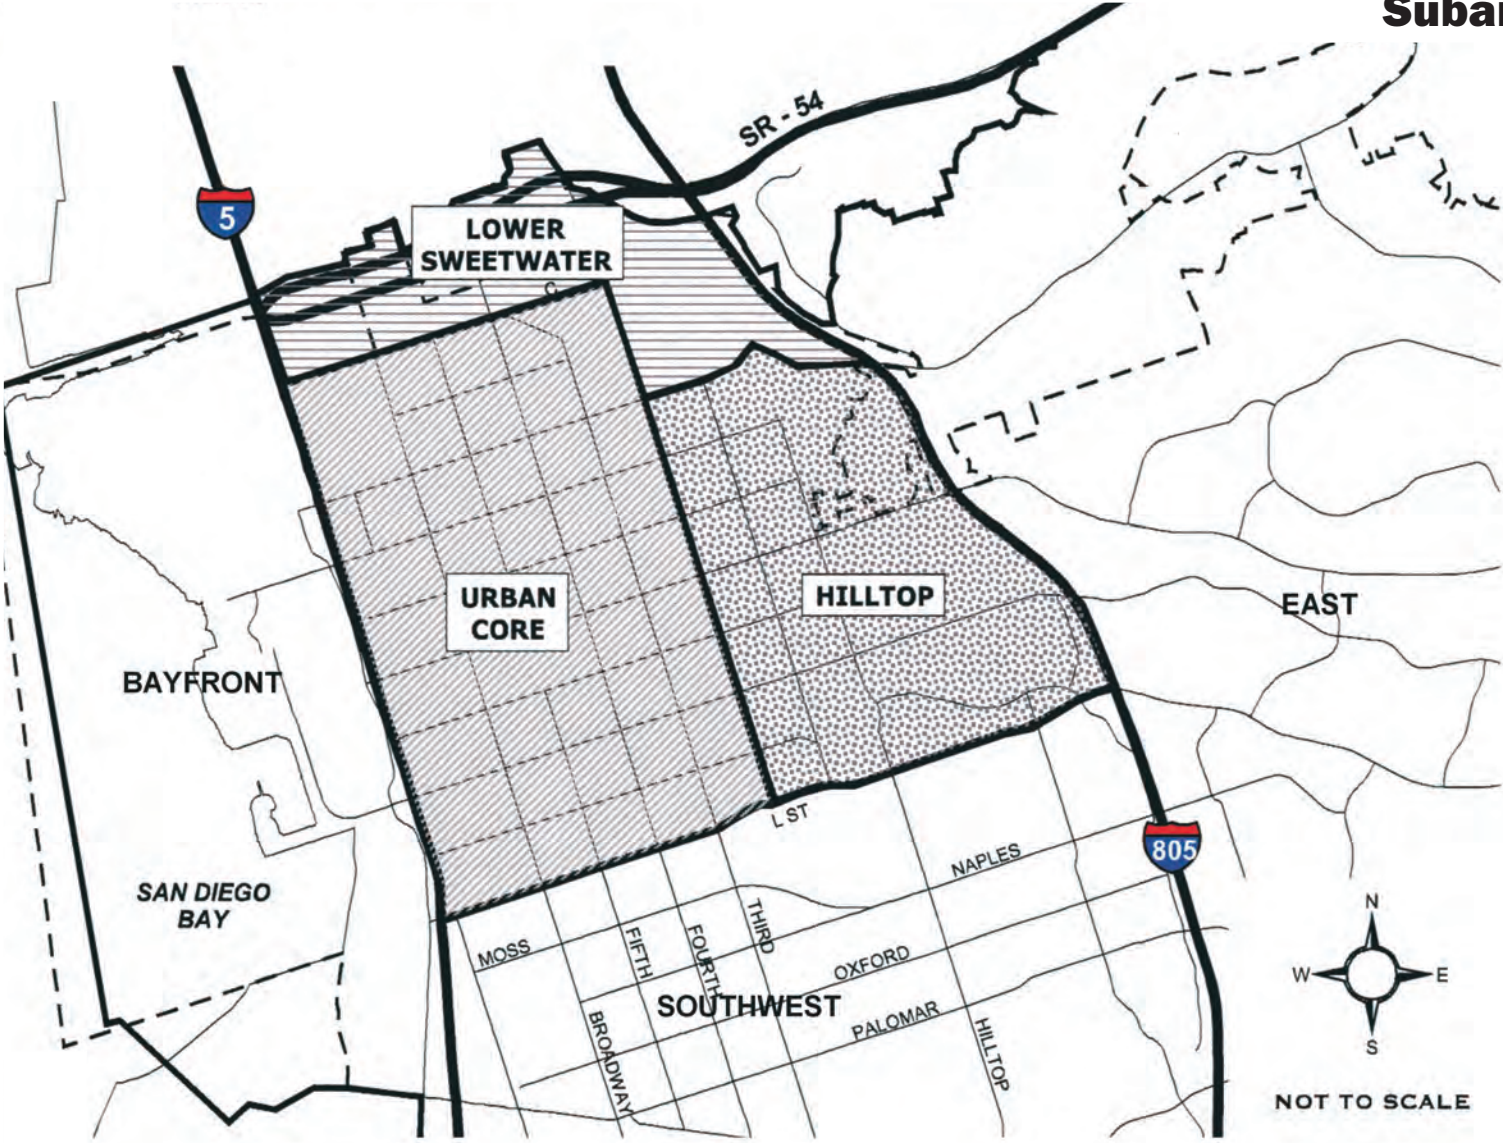 Subar
SR - 54
5
LOWER
SWEETWATER
C
URBAN
CORE
HILLTOP
EAST
BAYFRONT
L ST
805
NAPLES
SAN DIEGO
BAY
MOSS
FIFTH
FOURTH
THIRD
OXFORD
SOUTHWEST
PALOMAR
BROADWAY
HILLTOP
N
W
E
S
NOT TO SCALE